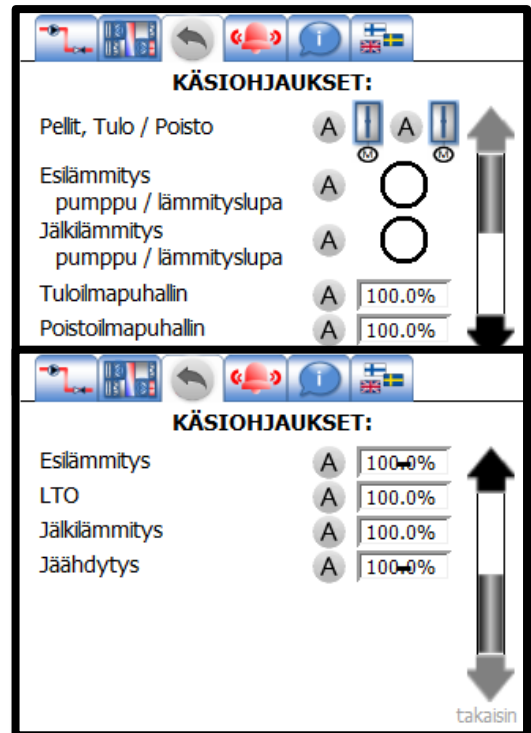 KÄSIOHJAUKSET:
Pellit, Tulo / Poisto A A
M M
Esilämmitys
pumppu / lämmityslupa A
Jälkilämmitys
pumppu / lämmityslupa A
Tuloilmapuhallin A 100.0%
Poistoilmapuhallin A 100.0%
KÄSIOHJAUKSET:
Esilämmitys A 100.0%
LTO A 100.0%
Jälkilämmitys A 100.0%
Jäähdytys A 100.0%
takaisin